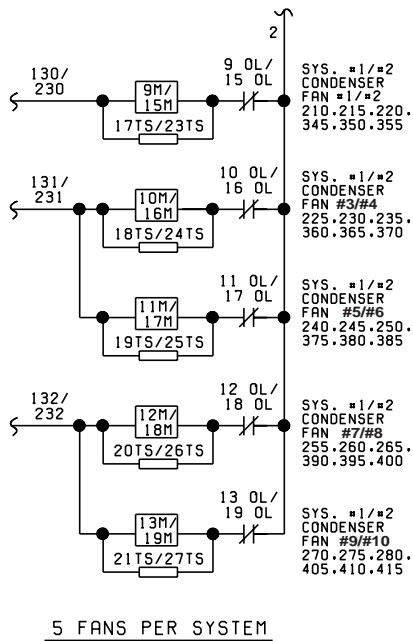 2
130/
230
9M/
15M
17TS/23TS
9 OL/
15 OL
SYS. #1/#2
CONDENSER
FAN #1/#2
210.215.220.
345.350.355
131/
231
10M/
16M
18TS/24TS
10 OL/
16 OL
SYS. #1/#2
CONDENSER
FAN #3/#4
225.230.235.
360.365.370
11M/
17M
19TS/25TS
11 OL/
17 OL
SYS. #1/#2
CONDENSER
FAN #5/#6
240.245.250.
375.380.385
132/
232
12M/
18M
20TS/26TS
12 OL/
18 OL
SYS. #1/#2
CONDENSER
FAN #7/#8
255.260.265.
390.395.400
13M/
19M
21TS/27TS
13 OL/
19 OL
SYS. #1/#2
CONDENSER
FAN #9/#10
270.275.280.
405.410.415
5 FANS PER SYSTEM